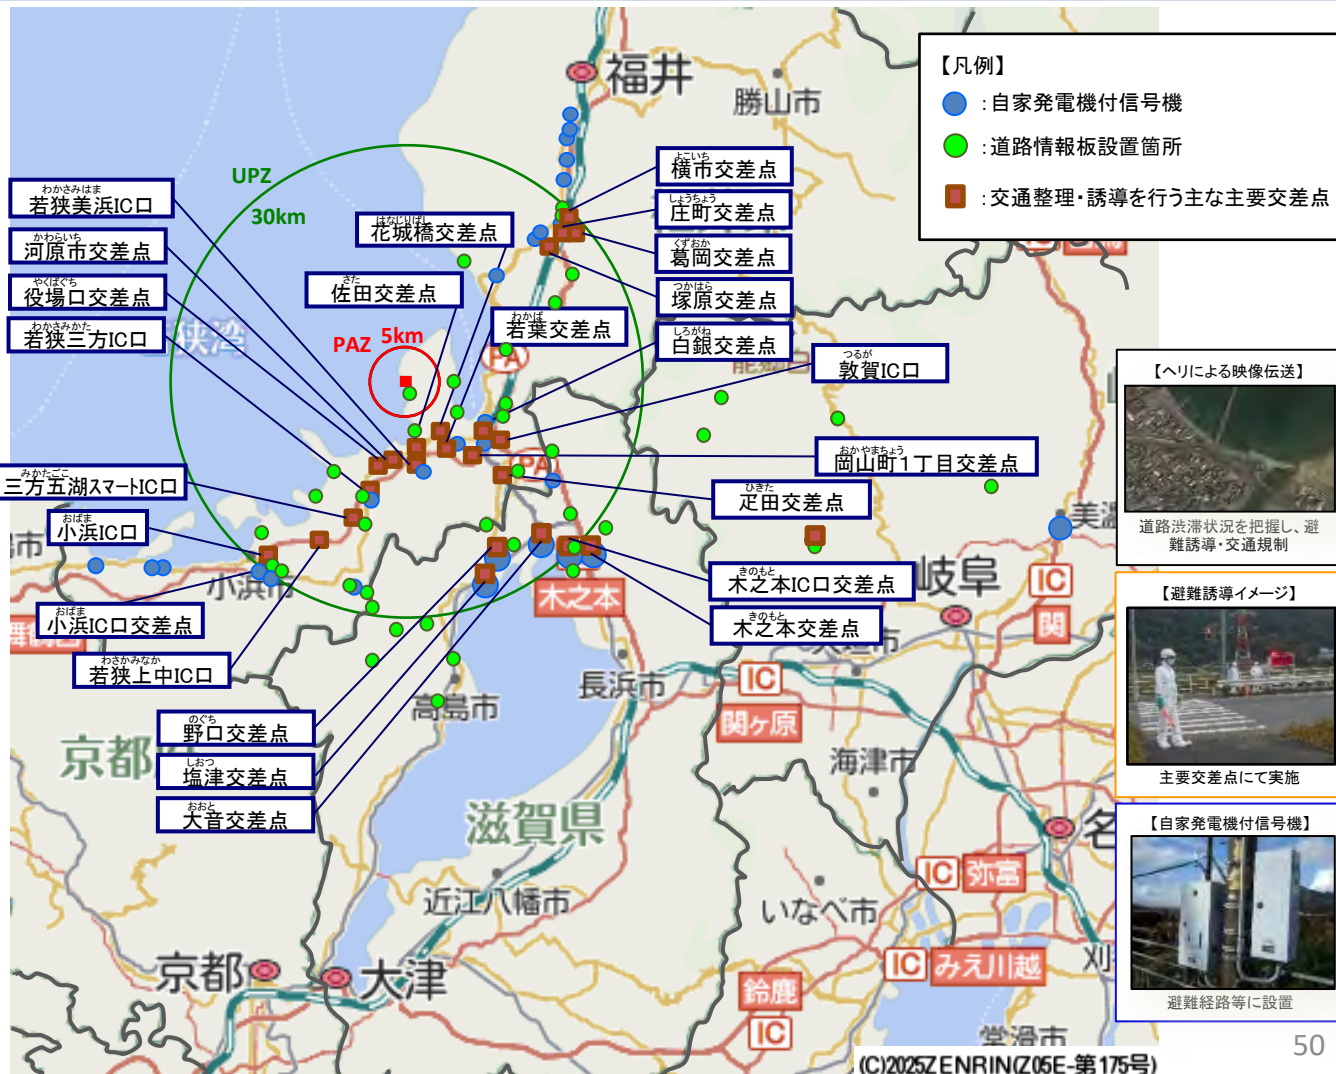 【凡例】
：自家発電機付信号機
：道路情報板設置箇所
：交通整理・誘導を行う主な主要交差点
福井
勝山市
UPZ
30km
PAZ 5km
わかさみはま
若狭美浜IC口
かわらいち
河原市交差点
やくばぐち
役場口交差点
わかさみかた
若狭三方IC口
はなじりばし
花城橋交差点
さた
佐田交差点
わかば
若葉交差点
よこいち
横市交差点
しょうちょう
庄町交差点
くずおか
葛岡交差点
つかはら
塚原交差点
しろがね
白銀交差点
つるが
敦賀IC口
おかやまちょう
岡山町1丁目交差点
ひきた
疋田交差点
きのもと
木之本IC口交差点
きのもと
木之本交差点
みかたごこ
三方五湖スマートIC口
おばま
小浜IC口
おばま
小浜IC口交差点
わさかみなか
若狭上中IC口
のぐち
野口交差点
しおつ
塩津交差点
おおと
大音交差点
狭湾
PA
PA
小浜市
木之本
長浜市
高島市
岐阜
IC
関
IC
関ヶ原
海津市
滋賀県
京都
近江八幡市
いなべ市
IC 弥富
IC みえ川越
鈴鹿
IC
京都
大津
常滑市
【ヘリによる映像伝送】
道路渋滞状況を把握し、避
難誘導・交通規制
【避難誘導イメージ】
主要交差点にて実施
【自家発電機付信号機】
避難経路等に設置
(C)2025ZENRIN(Z05E-第175号)
50